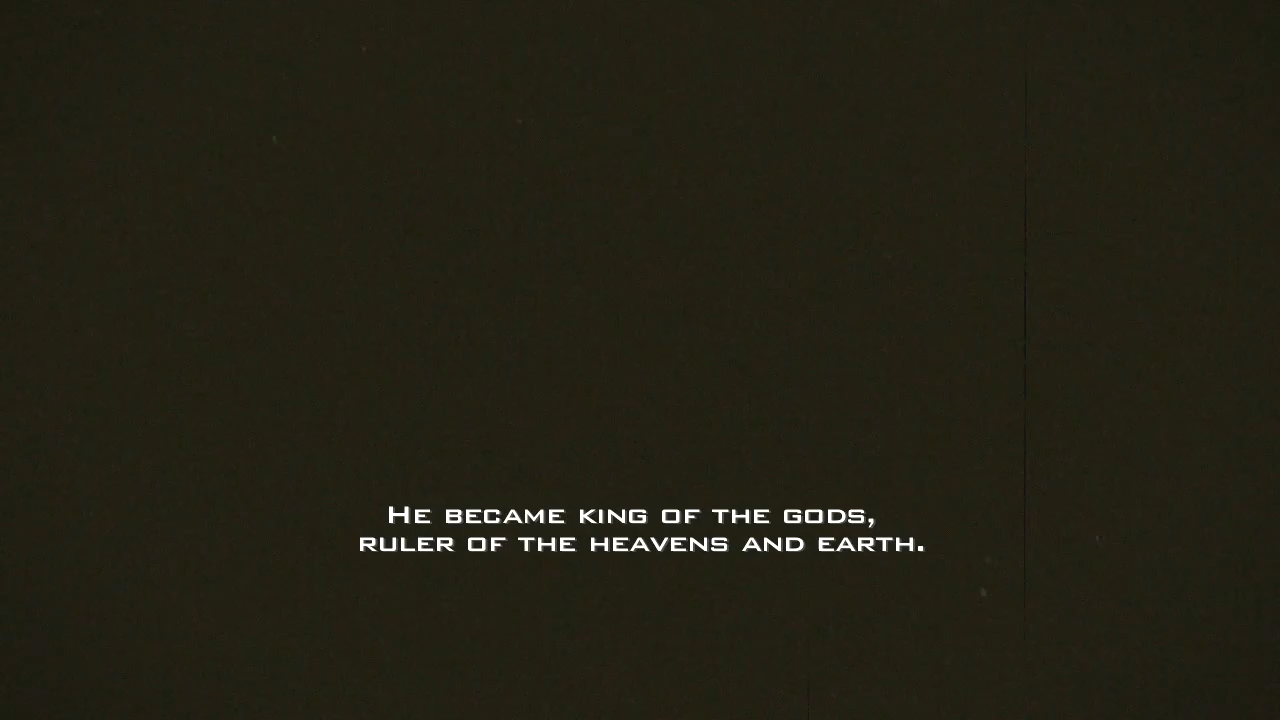 He became king of the gods,
ruler of the heavens and earth.